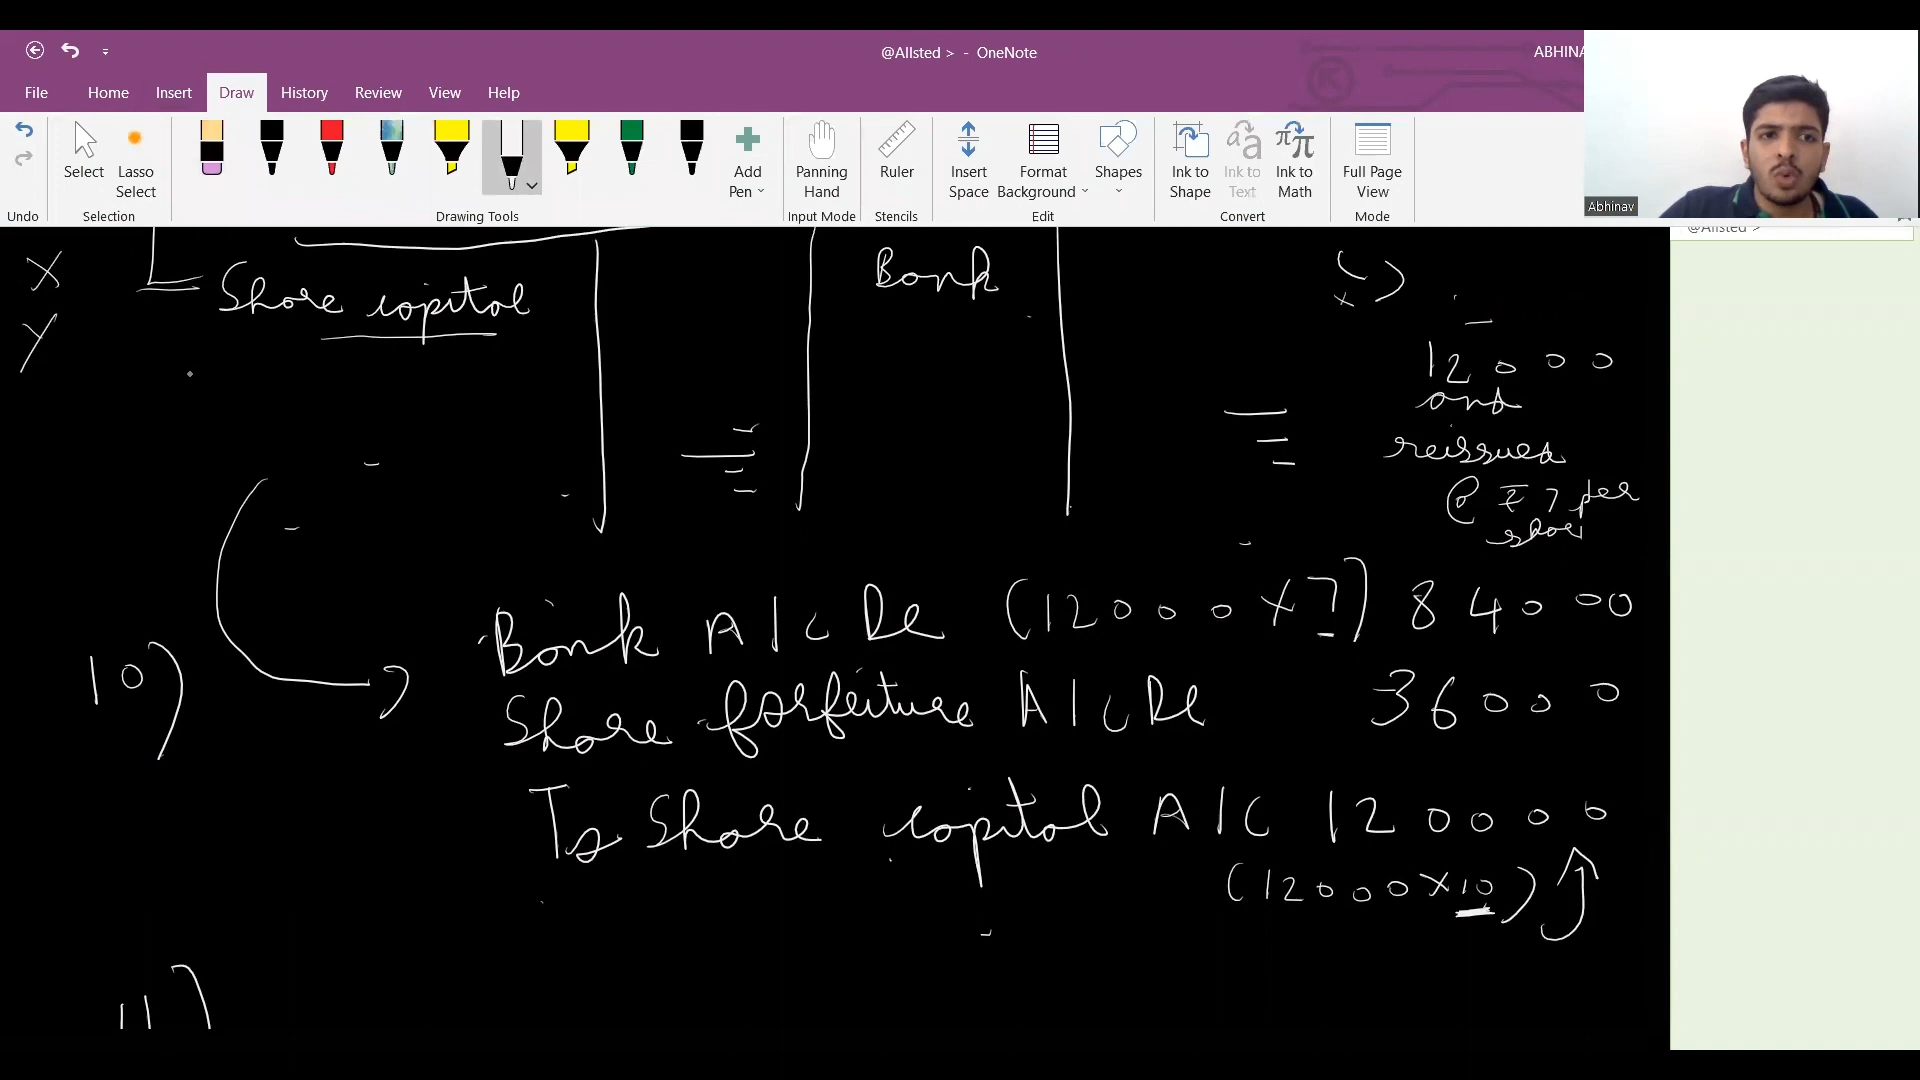 @Allsted > - OneNote
ABHINA
File Home Insert Draw History Review View Help
Select
Lasso Select
Add Pen
Panning Hand
Ruler
Insert Space
Format Background
Shapes
Ink to Shape
Ink to Text
Ink to Math
Full Page View
Undo Selection Drawing Tools Input Mode Stencils Edit Convert Mode
Abhinav
@Allsted >
X
Y
Share capital
Bank
12000
and
reissued
@ ₹ 7 per
10)
Bank A/C Dr (12000 X 7) 84000
Share forfeiture A/C Dr 36000
To Share capital A/C 120000
(12000 X 10)
11)